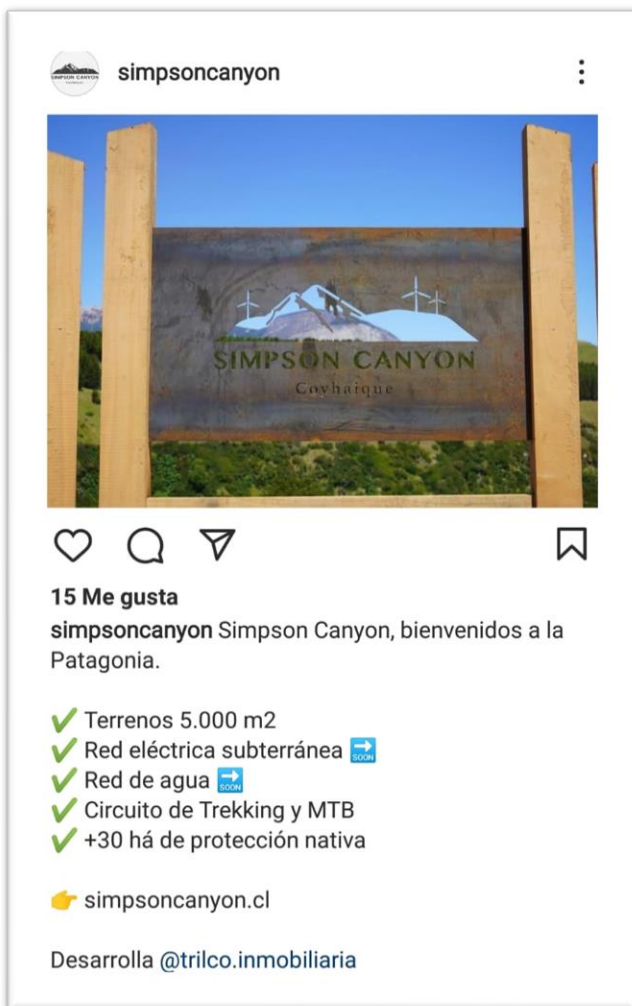 simpsoncanyon
SIMPSON CANYON
Coyhaique
15 Me gusta
simpsoncanyon Simpson Canyon, bienvenidos a la
Patagonia.
✅ Terrenos 5.000 m2
✅ Red eléctrica subterránea 🔜
✅ Red de agua 🔜
✅ Circuito de Trekking y MTB
✅ +30 há de protección nativa
👉 simpsoncanyon.cl
Desarrolla @trilco.inmobiliaria